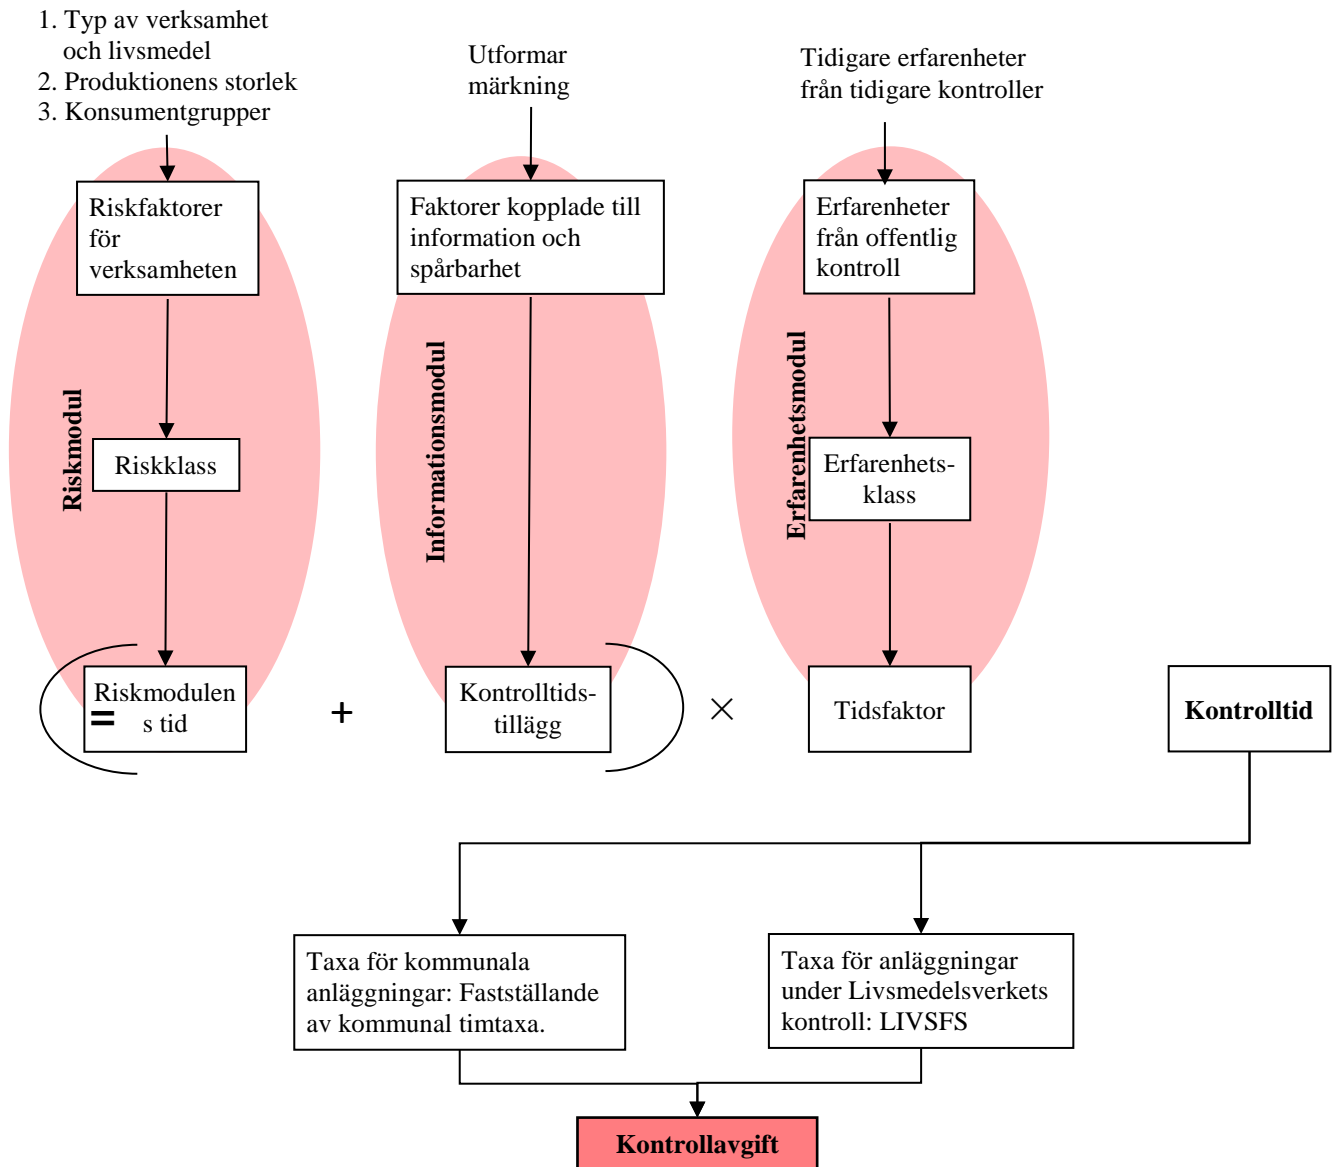 1. Typ av verksamhet
och livsmedel
2. Produktionens storlek
3. Konsumentgrupper
Utformar
märkning
Tidigare erfarenheter
från tidigare kontroller
Riskfaktorer
för
verksamheten
Faktorer kopplade till
information och
spårbarhet
Erfarenheter
från offentlig
kontroll
Riskmodul
Informationsmodul
Erfarenhetsmodul
Riskklass
Erfarenhets-
klass
(
Riskmodulen
s tid
=
+
Kontrolltids-
tillägg
)
×
Tidsfaktor
Kontrolltid
Taxa för kommunala
anläggningar: Fastställande
av kommunal timtaxa.
Taxa för anläggningar
under Livsmedelsverkets
kontroll: LIVSFS
Kontrollavgift